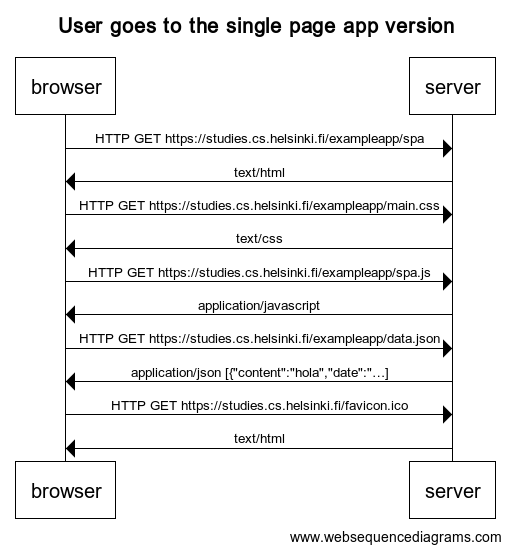 User goes to the single page app version
browser
server
HTTP GET https://studies.cs.helsinki.fi/exampleapp/spa
text/html
HTTP GET https://studies.cs.helsinki.fi/exampleapp/main.css
text/css
HTTP GET https://studies.cs.helsinki.fi/exampleapp/spa.js
application/javascript
HTTP GET https://studies.cs.helsinki.fi/exampleapp/data.json
application/json [{"content":"hola","date":"...]
HTTP GET https://studies.cs.helsinki.fi/favicon.ico
text/html
browser
server
www.websequencediagrams.com